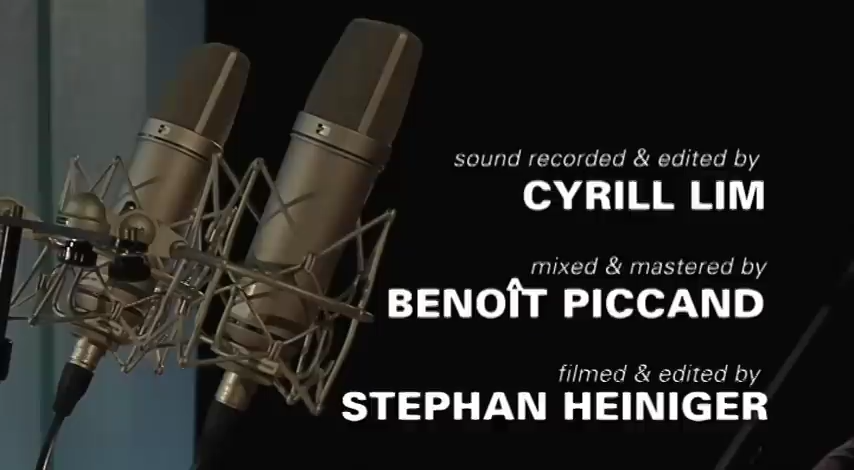 sound recorded & edited by
CYRILL LIM
mixed & mastered by
BENOÎT PICCAND
filmed & edited by
STEPHAN HEINIGER